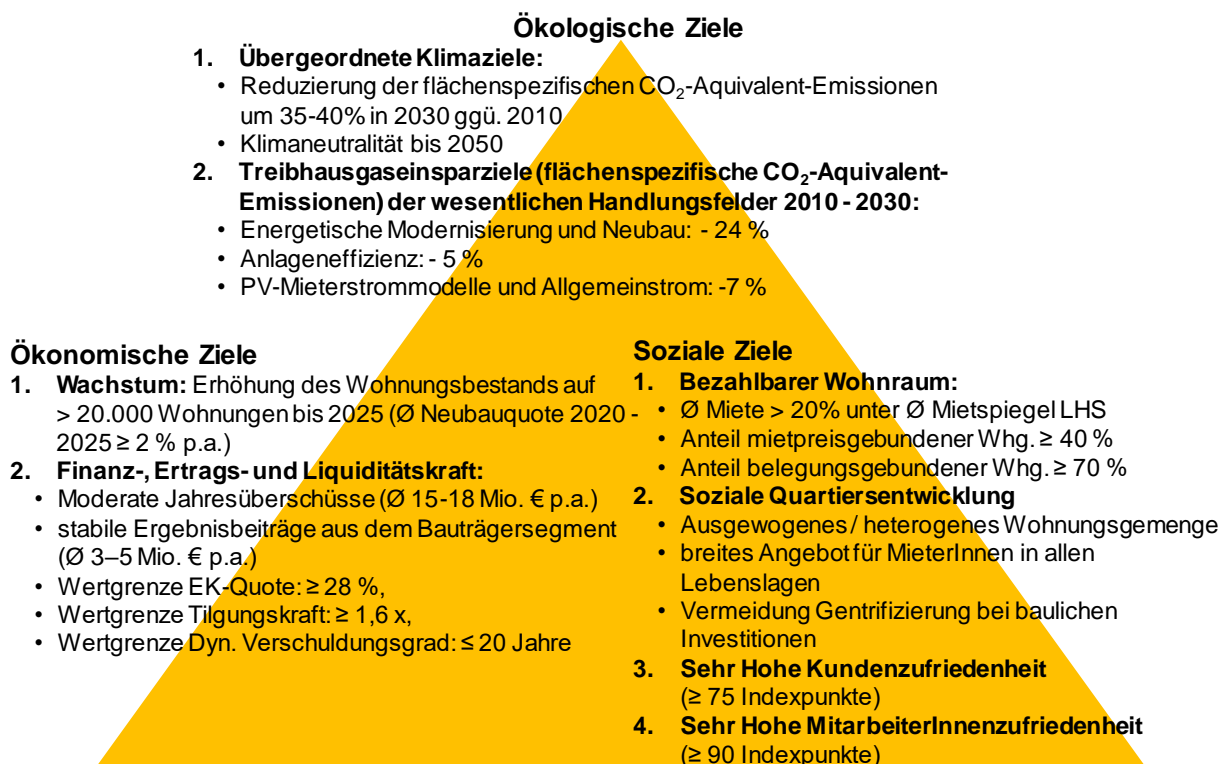 Ökologische Ziele
1. Übergeordnete Klimaziele:
• Reduzierung der flächenspezifischen CO₂-Aquivalent-Emissionen
um 35-40% in 2030 ggü. 2010
• Klimaneutralität bis 2050
2. Treibhausgaseinsparziele (flächenspezifische CO₂-Aquivalent-
Emissionen) der wesentlichen Handlungsfelder 2010 - 2030:
• Energetische Modernisierung und Neubau: - 24 %
• Anlageneffizienz: - 5 %
• PV-Mieterstrommodelle und Allgemeinstrom: -7 %
Ökonomische Ziele
1. Wachstum: Erhöhung des Wohnungsbestands auf
> 20.000 Wohnungen bis 2025 (Ø Neubauquote 2020 -
2025 ≥ 2 % p.a.)
2. Finanz-, Ertrags- und Liquiditätskraft:
• Moderate Jahresüberschüsse (Ø 15-18 Mio. € p.a.)
• stabile Ergebnisbeiträge aus dem Bauträgersegment
(Ø 3–5 Mio. € p.a.)
• Wertgrenze EK-Quote: ≥ 28 %,
• Wertgrenze Tilgungskraft: ≥ 1,6 x,
• Wertgrenze Dyn. Verschuldungsgrad: ≤ 20 Jahre
Soziale Ziele
1. Bezahlbarer Wohnraum:
• Ø Miete > 20% unter Ø Mietspiegel LHS
• Anteil mietpreisgebundener Whg. ≥ 40 %
• Anteil belegungsgebundener Whg. ≥ 70 %
2. Soziale Quartiersentwicklung
• Ausgewogenes / heterogenes Wohnungsgemenge
• breites Angebot für MieterInnen in allen
Lebenslagen
• Vermeidung Gentrifizierung bei baulichen
Investitionen
3. Sehr Hohe Kundenzufriedenheit
(≥ 75 Indexpunkte)
4. Sehr Hohe MitarbeiterInnenzufriedenheit
(≥ 90 Indexpunkte)